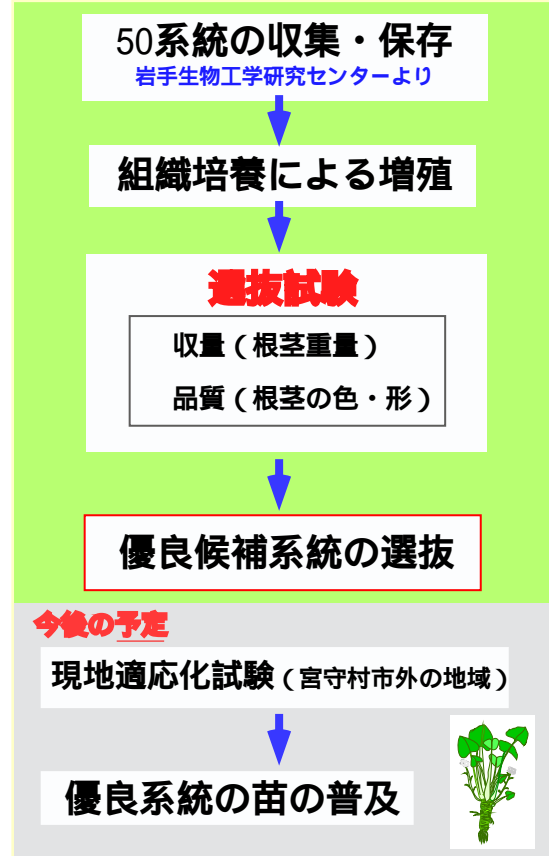 50系統の収集・保存
岩手生物工学研究センターより
組織培養による増殖
選抜試験
収量（根茎重量）
品質（根茎の色・形）
優良候補系統の選抜
今後の予定
現地適応化試験（宮守村市外の地域）
優良系統の苗の普及